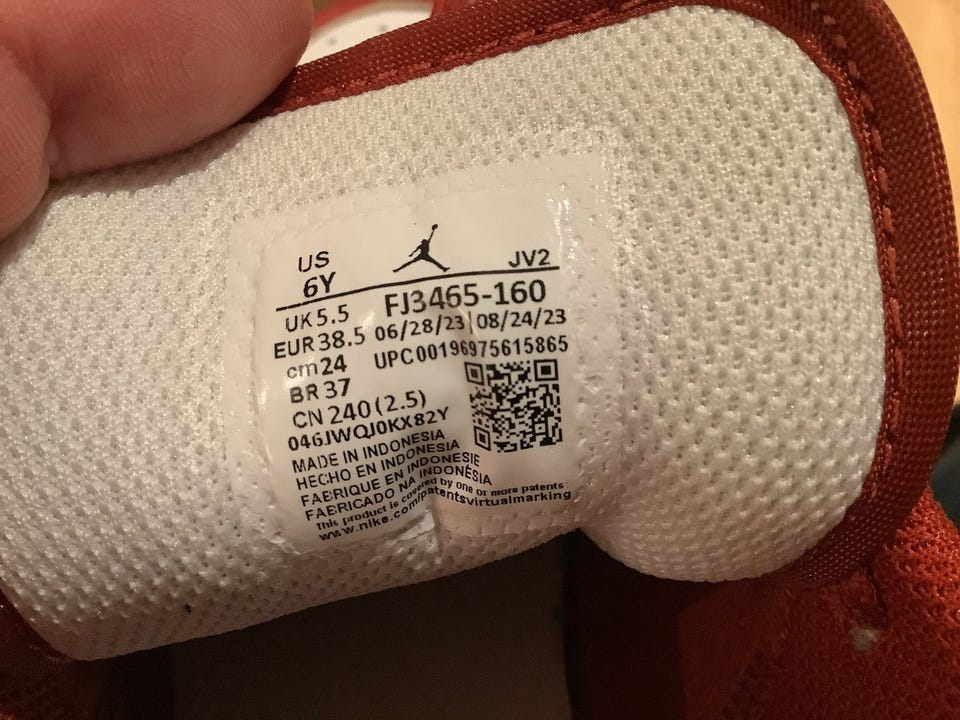 US
6Y
JV2
UK 5.5
FJ3465-160
EUR 38.5
06/28/23 08/24/23
cm 24
UPC00196975615865
BR 37
CN 240 (2.5)
046JWQJ0KX82Y
MADE IN INDONESIA
HECHO EN INDONESIA
FABRIQUE EN INDONESIE
FABRICADO NA INDONÉSIA
This product is covered by one or more patents
www.nike.com/patentsvirtualmarking